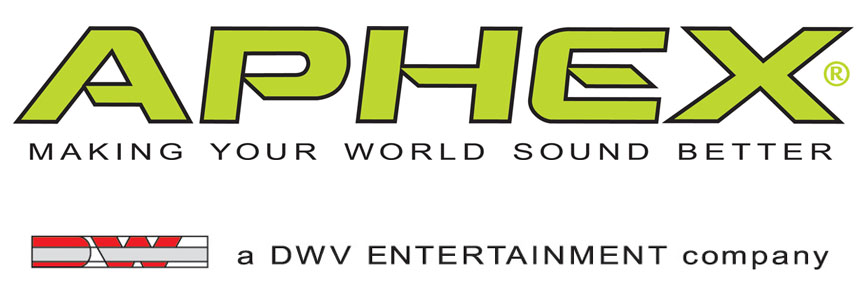 APHEX®
MAKING YOUR WORLD SOUND BETTER
DWV a DWV ENTERTAINMENT company